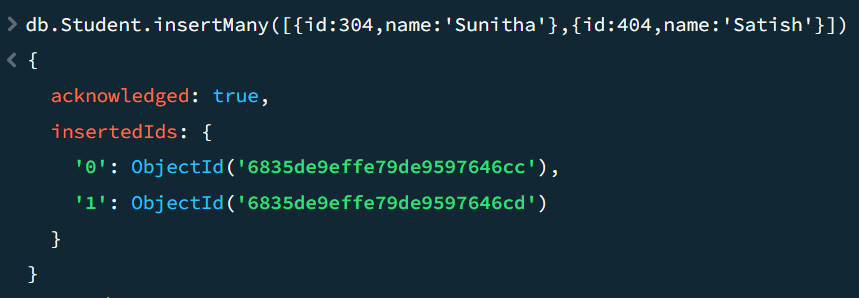 > db.Student.insertMany([{id:304,name:'Sunitha'},{id:404,name:'Satish'}])
< {
acknowledged: true,
insertedIds: {
'0': ObjectId('6835de9effe79de9597646cc'),
'1': ObjectId('6835de9effe79de9597646cd')
}
}